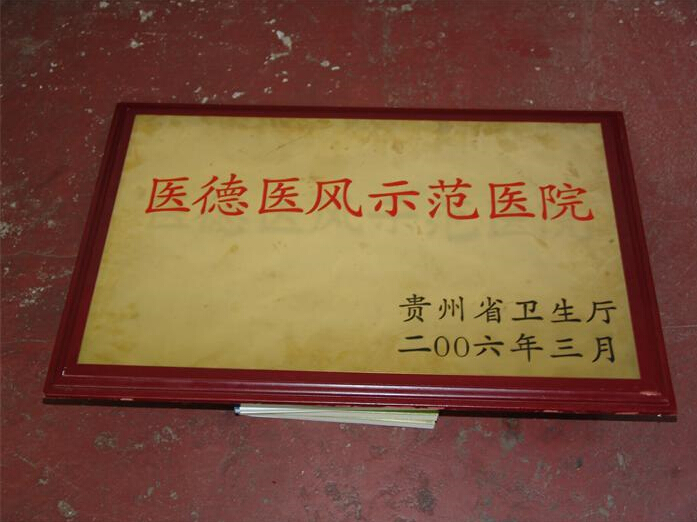 医德医风示范医院
贵州省卫生厅
二00六年三月